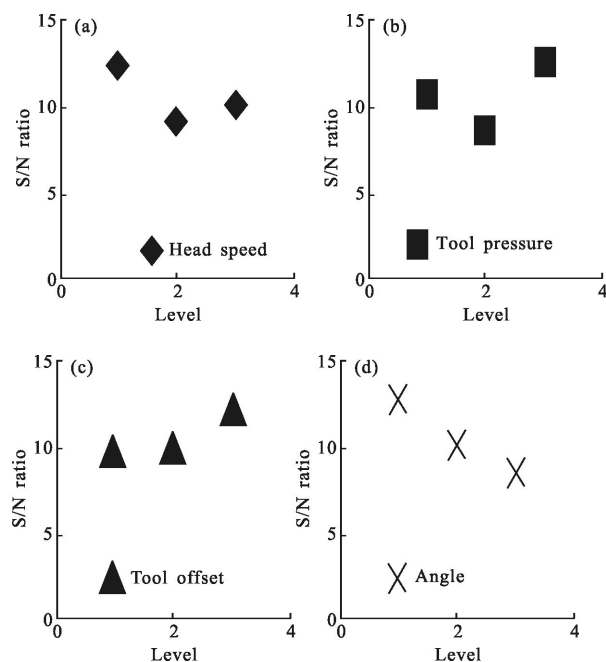 (a)
15
10
5
0
S/N ratio
Head speed
0 2 4
Level
(b)
15
10
5
0
S/N ratio
Tool pressure
0 2 4
Level
(c)
15
10
5
0
S/N ratio
Tool offset
0 2 4
Level
(d)
15
10
5
0
S/N ratio
Angle
0 2 4
Level